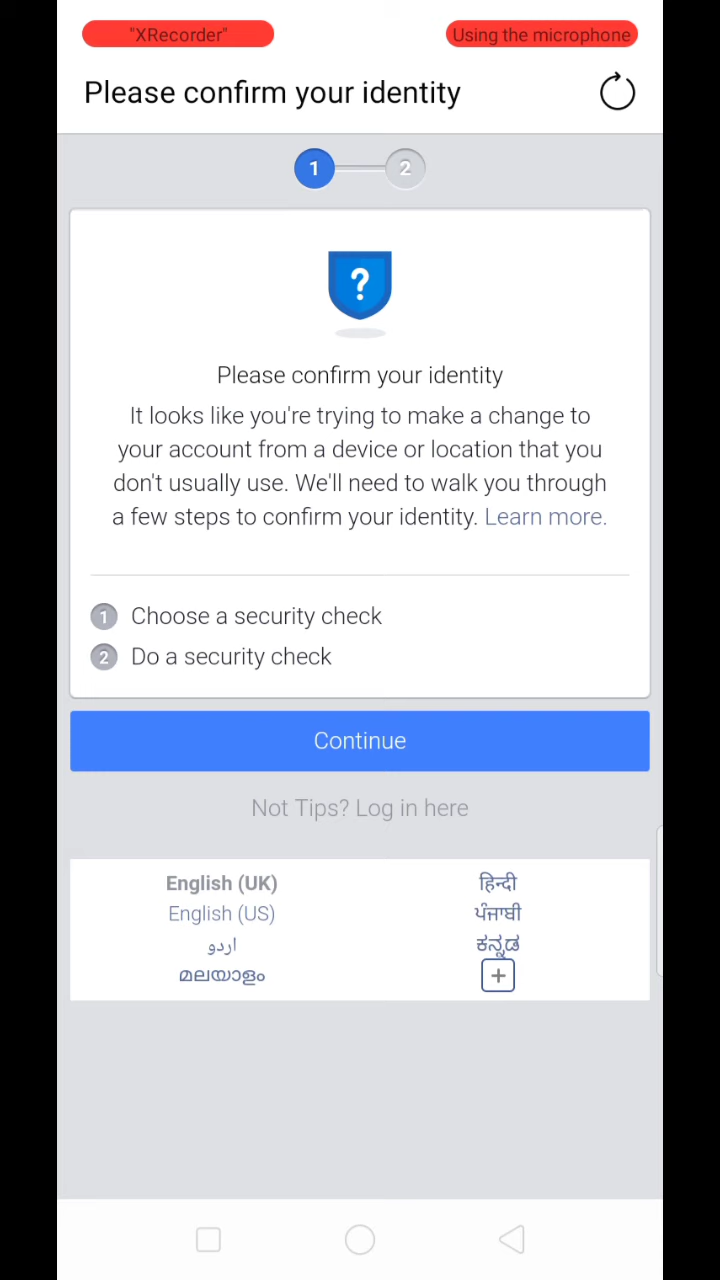 "XRecorder"
Using the microphone
Please confirm your identity
1
2
?
Please confirm your identity
It looks like you're trying to make a change to
your account from a device or location that you
don't usually use. We'll need to walk you through
a few steps to confirm your identity. Learn more.
1 Choose a security check
2 Do a security check
Continue
Not Tips? Log in here
English (UK)
हिन्दी
English (US)
ਪੰਜਾਬੀ
اردو
ಕನ್ನಡ
മലയാളം
+